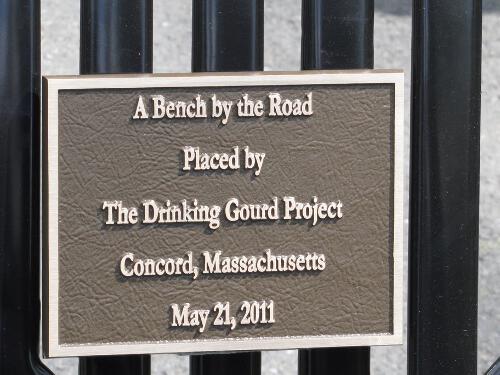 A Bench by the Road
Placed by
The Drinking Gourd Project
Concord, Massachusetts
May 21, 2011